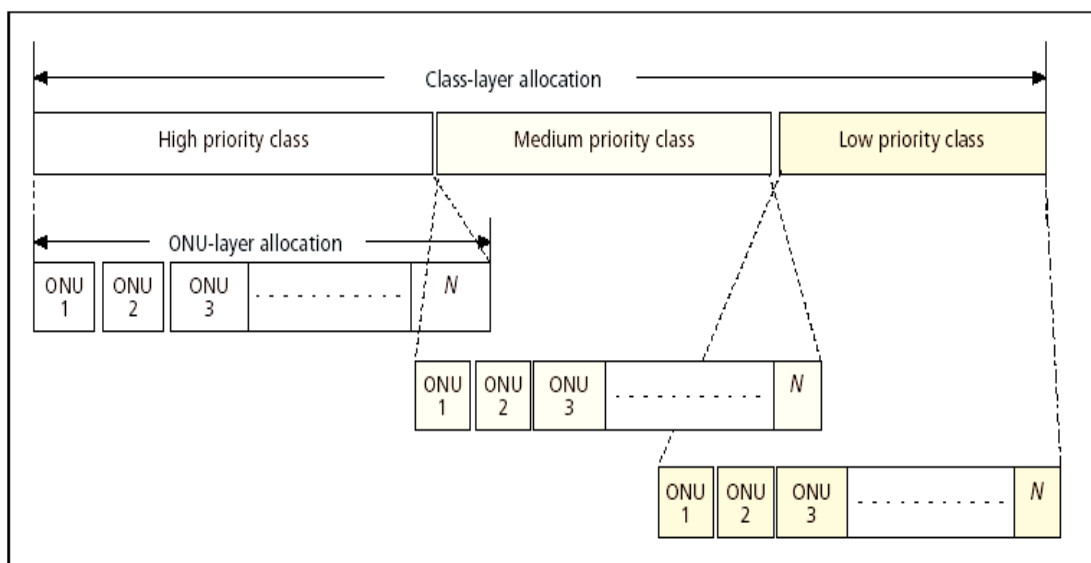 Class-layer allocation
High priority class
Medium priority class
Low priority class
ONU-layer allocation
ONU
1
ONU
2
ONU
3
N
ONU
1
ONU
2
ONU
3
N
ONU
1
ONU
2
ONU
3
N